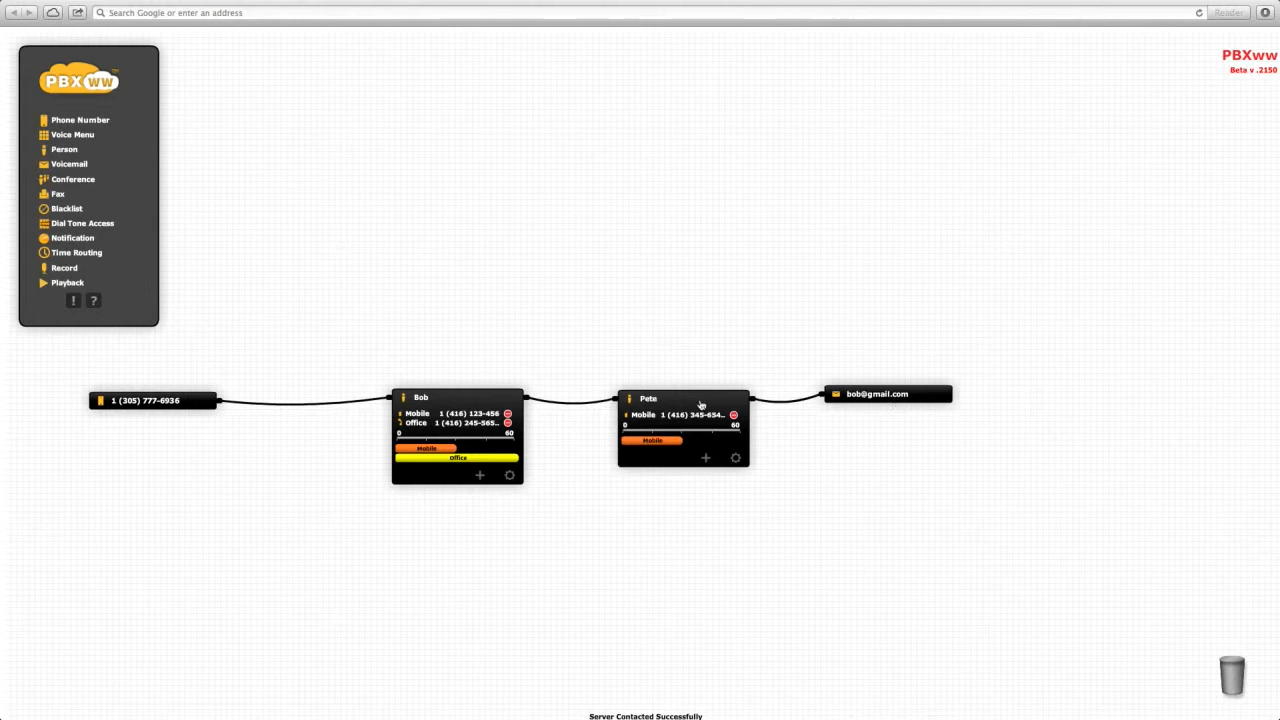 Search Google or enter an address
Reader
PBXww
Beta v .2150
PBXww™
Phone Number
Voice Menu
Person
Voicemail
Conference
Fax
Blacklist
Dial Tone Access
Notification
Time Routing
Record
Playback
! ?
1 (305) 777-6936
Bob
Mobile 1 (416) 123-456
Office 1 (416) 245-565..
0 60
Mobile
Office
Pete
Mobile 1 (416) 345-654..
0 60
Mobile
bob@gmail.com
Server Contacted Successfully